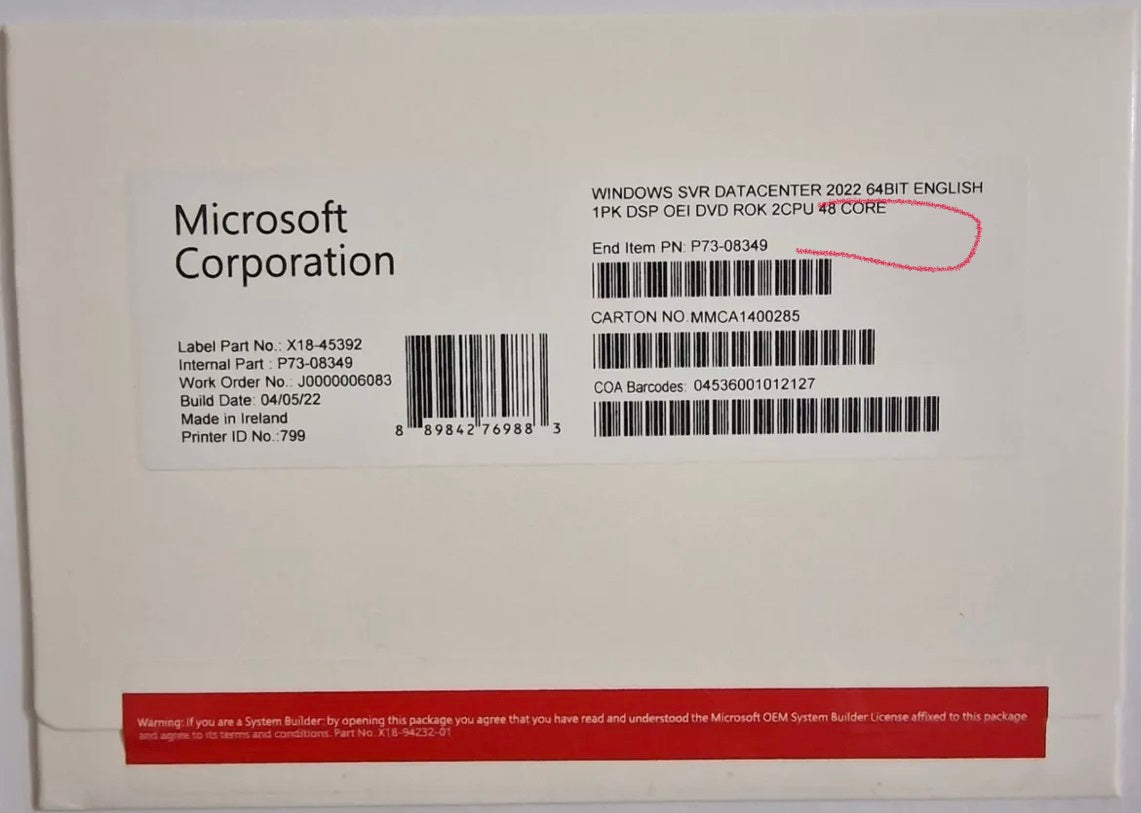 Microsoft
Corporation
Label Part No.: X18-45392
Internal Part : P73-08349
Work Order No.: J0000006083
Build Date: 04/05/22
Made in Ireland
Printer ID No.:799
8 89842 76988 3
WINDOWS SVR DATACENTER 2022 64BIT ENGLISH
1PK DSP OEI DVD ROK 2CPU 48 CORE
End Item PN: P73-08349
CARTON NO MMCA1400285
COA Barcodes: 04536001012127
Warning: If you are a System Builder: by opening this package you agree that you have read and understood the Microsoft OEM System Builder License affixed to this package
and agree to its terms and conditions. Part No. X18-94232-01